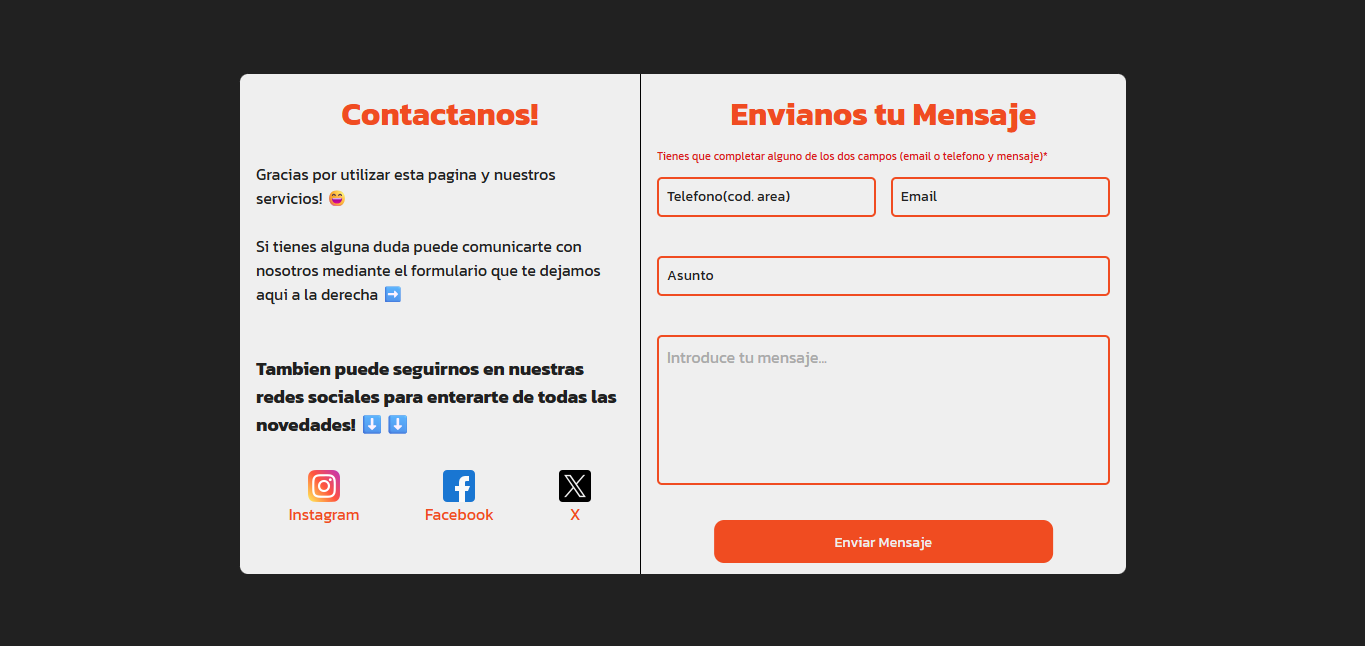 Contactanos!
Gracias por utilizar esta pagina y nuestros
servicios! 😄
Si tienes alguna duda puede comunicarte con
nosotros mediante el formulario que te dejamos
aqui a la derecha ➡️
Tambien puede seguirnos en nuestras
redes sociales para enterarte de todas las
novedades! ⬇️ ⬇️
Instagram
Facebook
X
Envianos tu Mensaje
Tienes que completar alguno de los dos campos (email o telefono y mensaje)*
Telefono(cod. area)
Email
Asunto
Introduce tu mensaje...
Enviar Mensaje